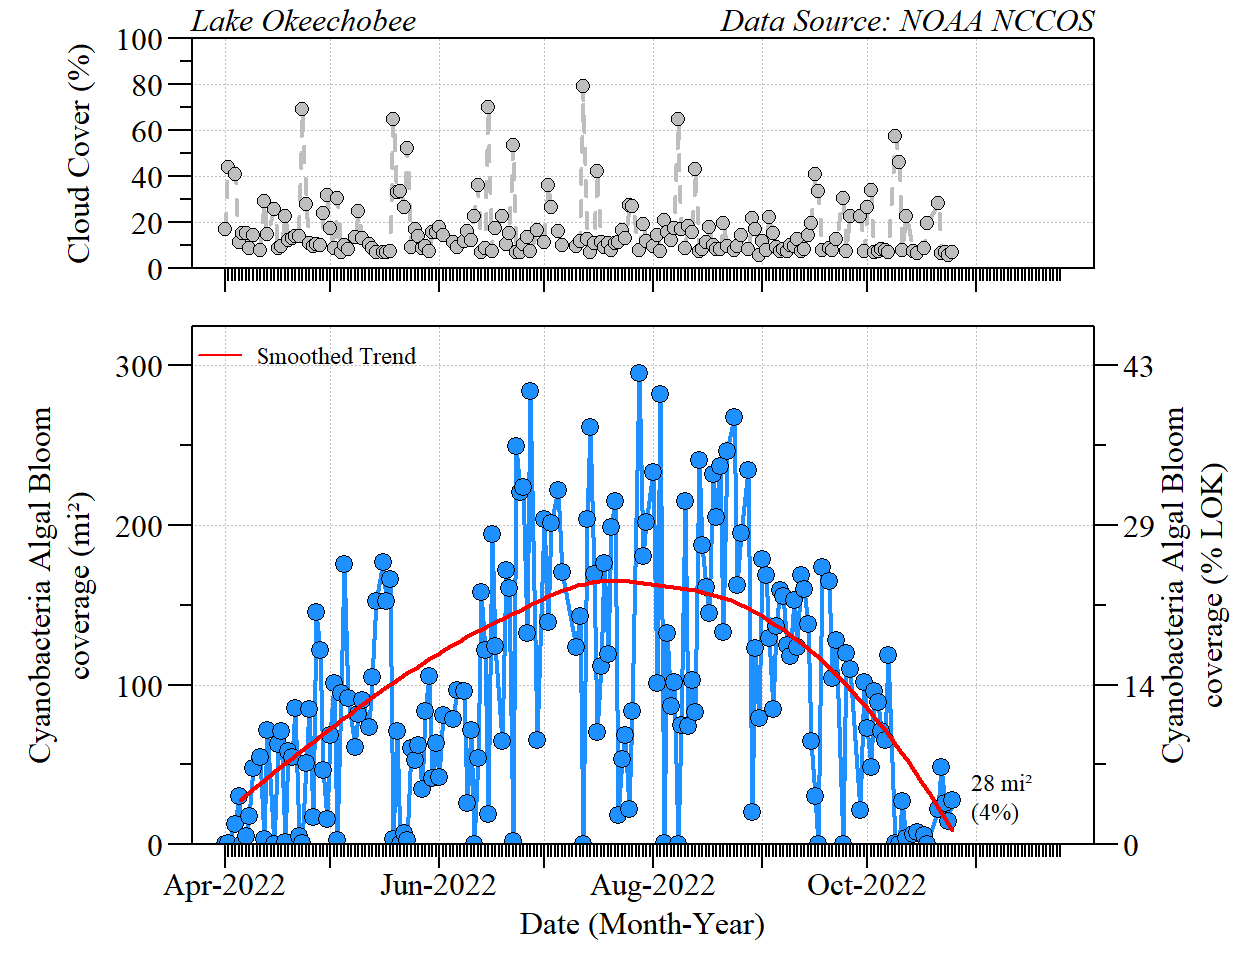 Lake Okeechobee
Data Source: NOAA NCCOS
Cloud Cover (%)
100
80
60
40
20
0
Smoothed Trend
Cyanobacteria Algal Bloom
coverage (mi²)
300
200
100
0
43
29
14
0
Cyanobacteria Algal Bloom
coverage (% LOK)
28 mi²
(4%)
Apr-2022
Jun-2022
Aug-2022
Oct-2022
Date (Month-Year)